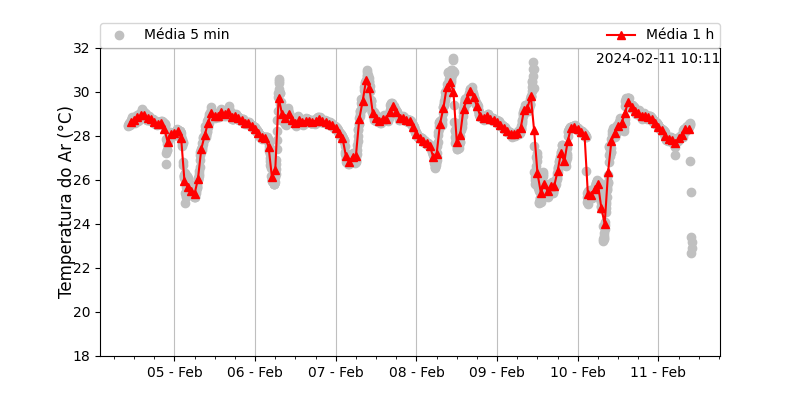 Média 5 min
Média 1 h
2024-02-11 10:11
Temperatura do Ar (°C)
32
30
28
26
24
22
20
18
05 - Feb
06 - Feb
07 - Feb
08 - Feb
09 - Feb
10 - Feb
11 - Feb